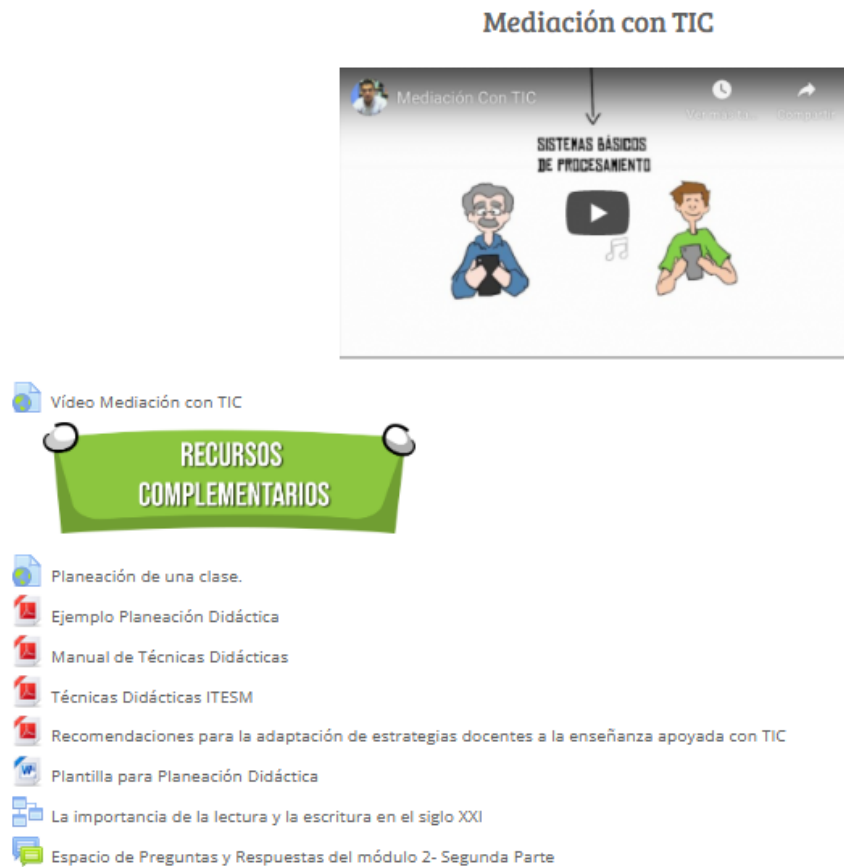 Mediación con TIC
Mediación Con TIC
Compartir
SISTEMAS BÁSICOS
DE PROCESAMIENTO
Vídeo Mediación con TIC
RECURSOS
COMPLEMENTARIOS
Planeación de una clase.
Ejemplo Planeación Didáctica
Manual de Técnicas Didácticas
Técnicas Didácticas ITESM
Recomendaciones para la adaptación de estrategias docentes a la enseñanza apoyada con TIC
Plantilla para Planeación Didáctica
La importancia de la lectura y la escritura en el siglo XXI
Espacio de Preguntas y Respuestas del módulo 2- Segunda Parte